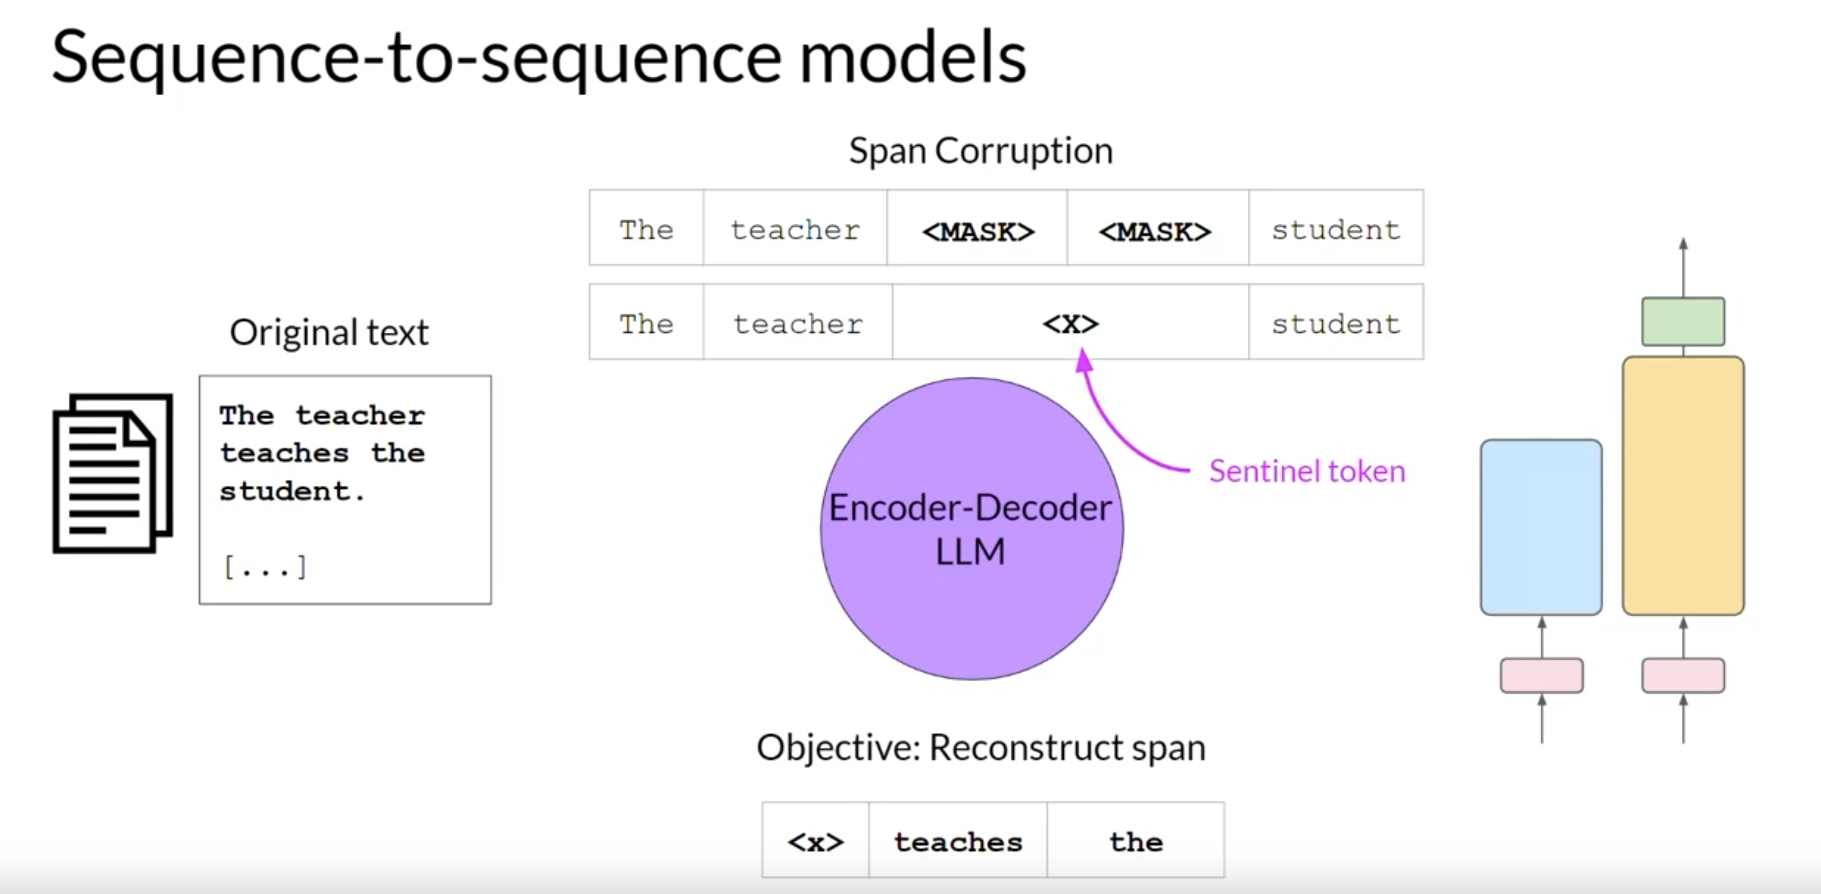 Sequence-to-sequence models
Span Corruption
The teacher <MASK> <MASK> student
The teacher <X> student
Original text
The teacher
teaches the
student.
[...]
Sentinel token
Encoder-Decoder
LLM
Objective: Reconstruct span
<x> teaches the